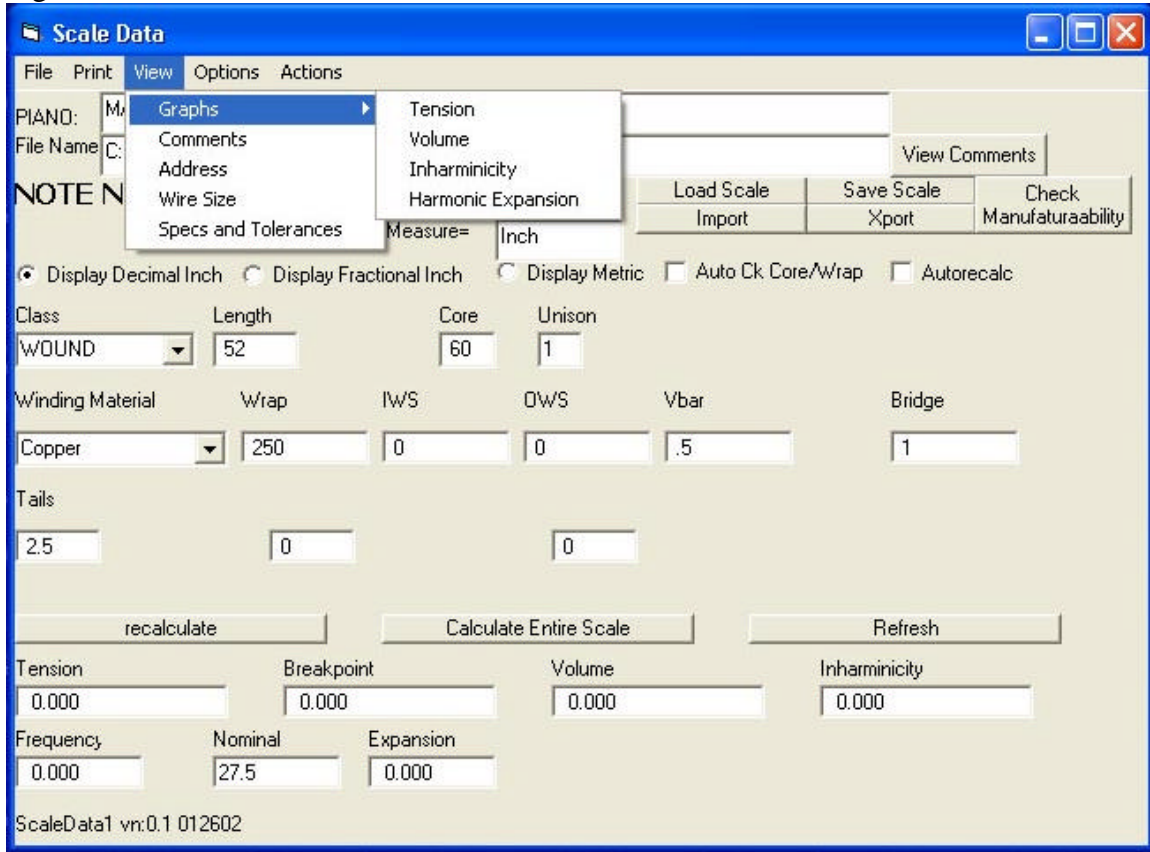 Scale Data
File Print View Options Actions
PIANO: MA
Graphs
Comments
Address
Wire Size
Specs and Tolerances
Tension
Volume
Inharminicity
Harmonic Expansion
File Name C:
View Comments
NOTE N
Measure= Inch
Load Scale Save Scale Check Manufaturaability
Import Xport
Display Decimal Inch Display Fractional Inch Display Metric Auto Ck Core/Wrap Autorecalc
Class Length Core Unison
WOUND 52 60 1
Winding Material Wrap IWS OWS Vbar Bridge
Copper 250 0 0 .5 1
Tails
2.5 0 0
recalculate Calculate Entire Scale Refresh
Tension Breakpoint Volume Inharminicity
0.000 0.000 0.000 0.000
Frequency Nominal Expansion
0.000 27.5 0.000
ScaleData1 vn:0.1 012602